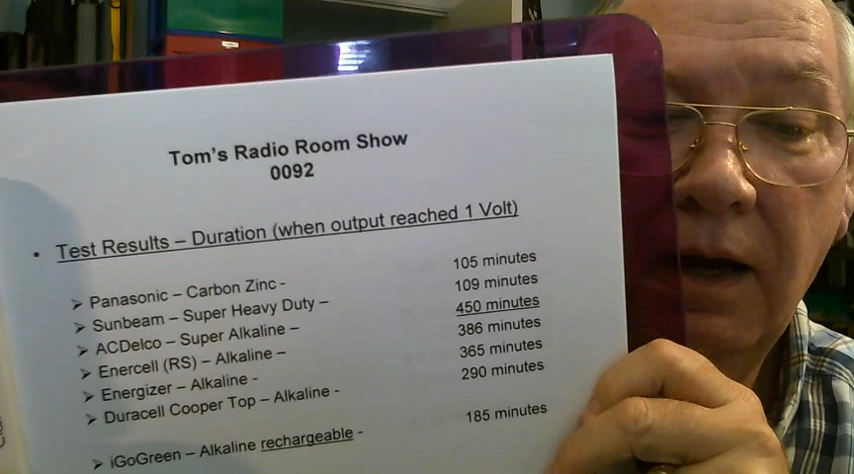 Tom's Radio Room Show
0092
• Test Results – Duration (when output reached 1 Volt)
➢ Panasonic – Carbon Zinc - 105 minutes
➢ Sunbeam – Super Heavy Duty – 109 minutes
➢ ACDelco – Super Alkaline – 450 minutes
➢ Enercell (RS) – Alkaline – 386 minutes
➢ Energizer – Alkaline - 365 minutes
➢ Duracell Cooper Top – Alkaline - 290 minutes
➢ iGoGreen – Alkaline rechargeable - 185 minutes